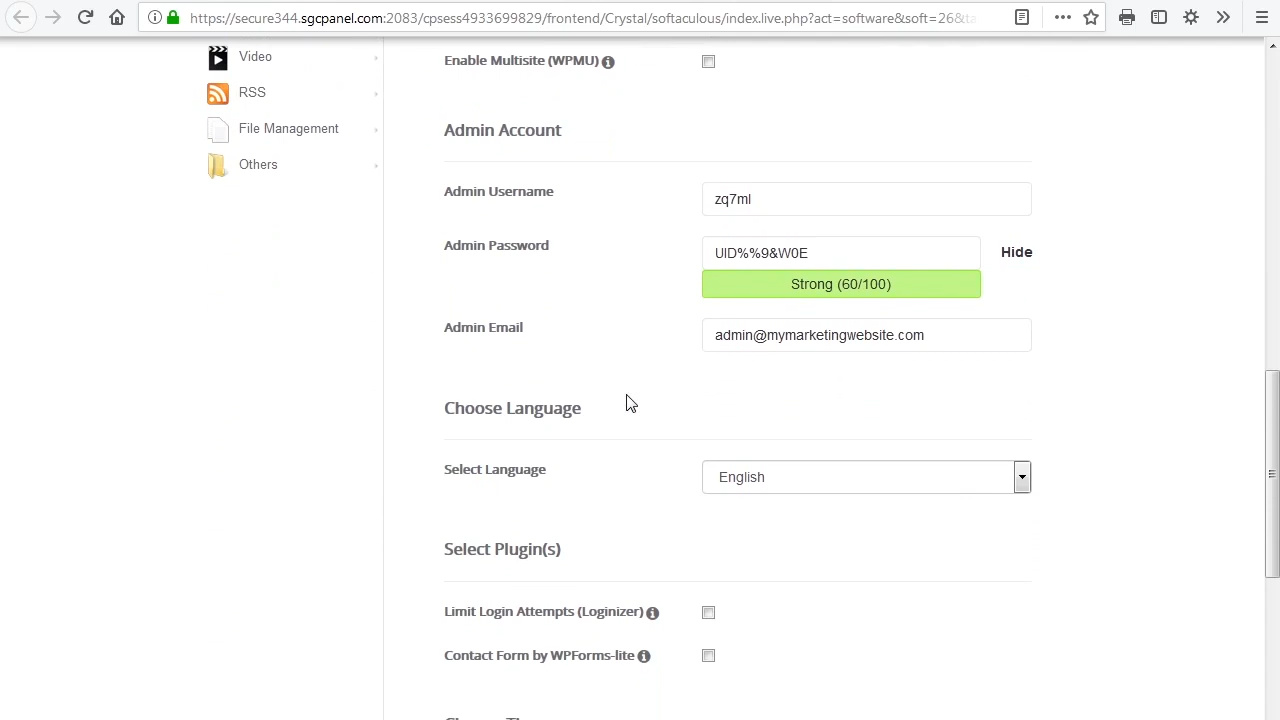 https://secure344.sgcpanel.com:2083/cpsess4933699829/frontend/Crystal/softaculous/index.live.php?act=software&soft=26&ta
Video
RSS
File Management
Others
Enable Multisite (WPMU)
Admin Account
Admin Username
zq7ml
Admin Password
UID%%9&W0E
Hide
Strong (60/100)
Admin Email
admin@mymarketingwebsite.com
Choose Language
Select Language
English
Select Plugin(s)
Limit Login Attempts (Loginizer)
Contact Form by WPForms-lite